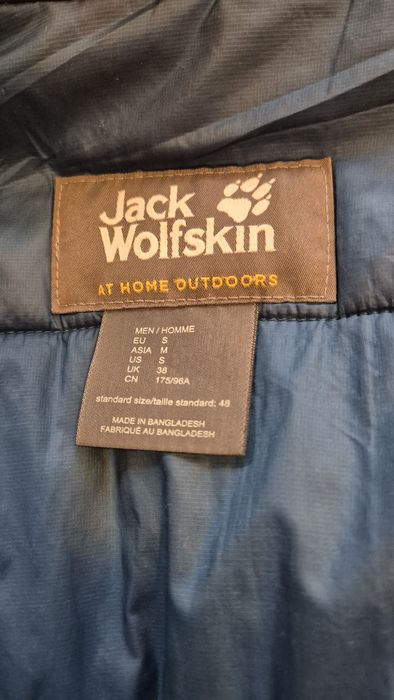 Jack
Wolfskin
AT HOME OUTDOORS
MEN / HOMME
EU S
ASIA M
US S
UK 38
CN 175/96A
standard size/taille standard: 48
MADE IN BANGLADESH
FABRIQUÉ AU BANGLADESH